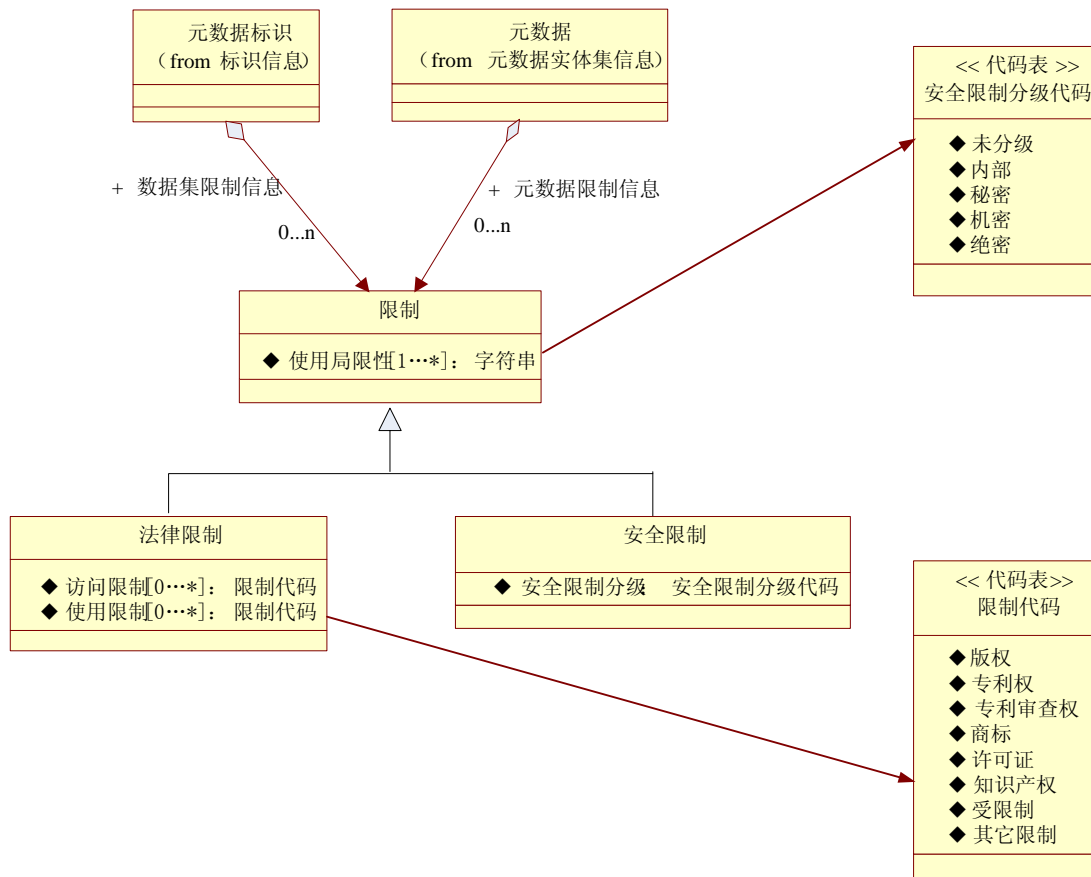 元数据标识
（from 标识信息）
元数据
（from 元数据实体集信息）
<< 代码表 >>
安全限制分级代码
◆ 未分级
◆ 内部
◆ 秘密
◆ 机密
◆ 绝密
+ 数据集限制信息
0...n
+ 元数据限制信息
0...n
限制
◆ 使用局限性[1…*]： 字符串
法律限制
◆ 访问限制[0…*]： 限制代码
◆ 使用限制[0…*]： 限制代码
安全限制
◆ 安全限制分级： 安全限制分级代码
<< 代码表>>
限制代码
◆ 版权
◆ 专利权
◆ 专利审查权
◆ 商标
◆ 许可证
◆ 知识产权
◆ 受限制
◆ 其它限制